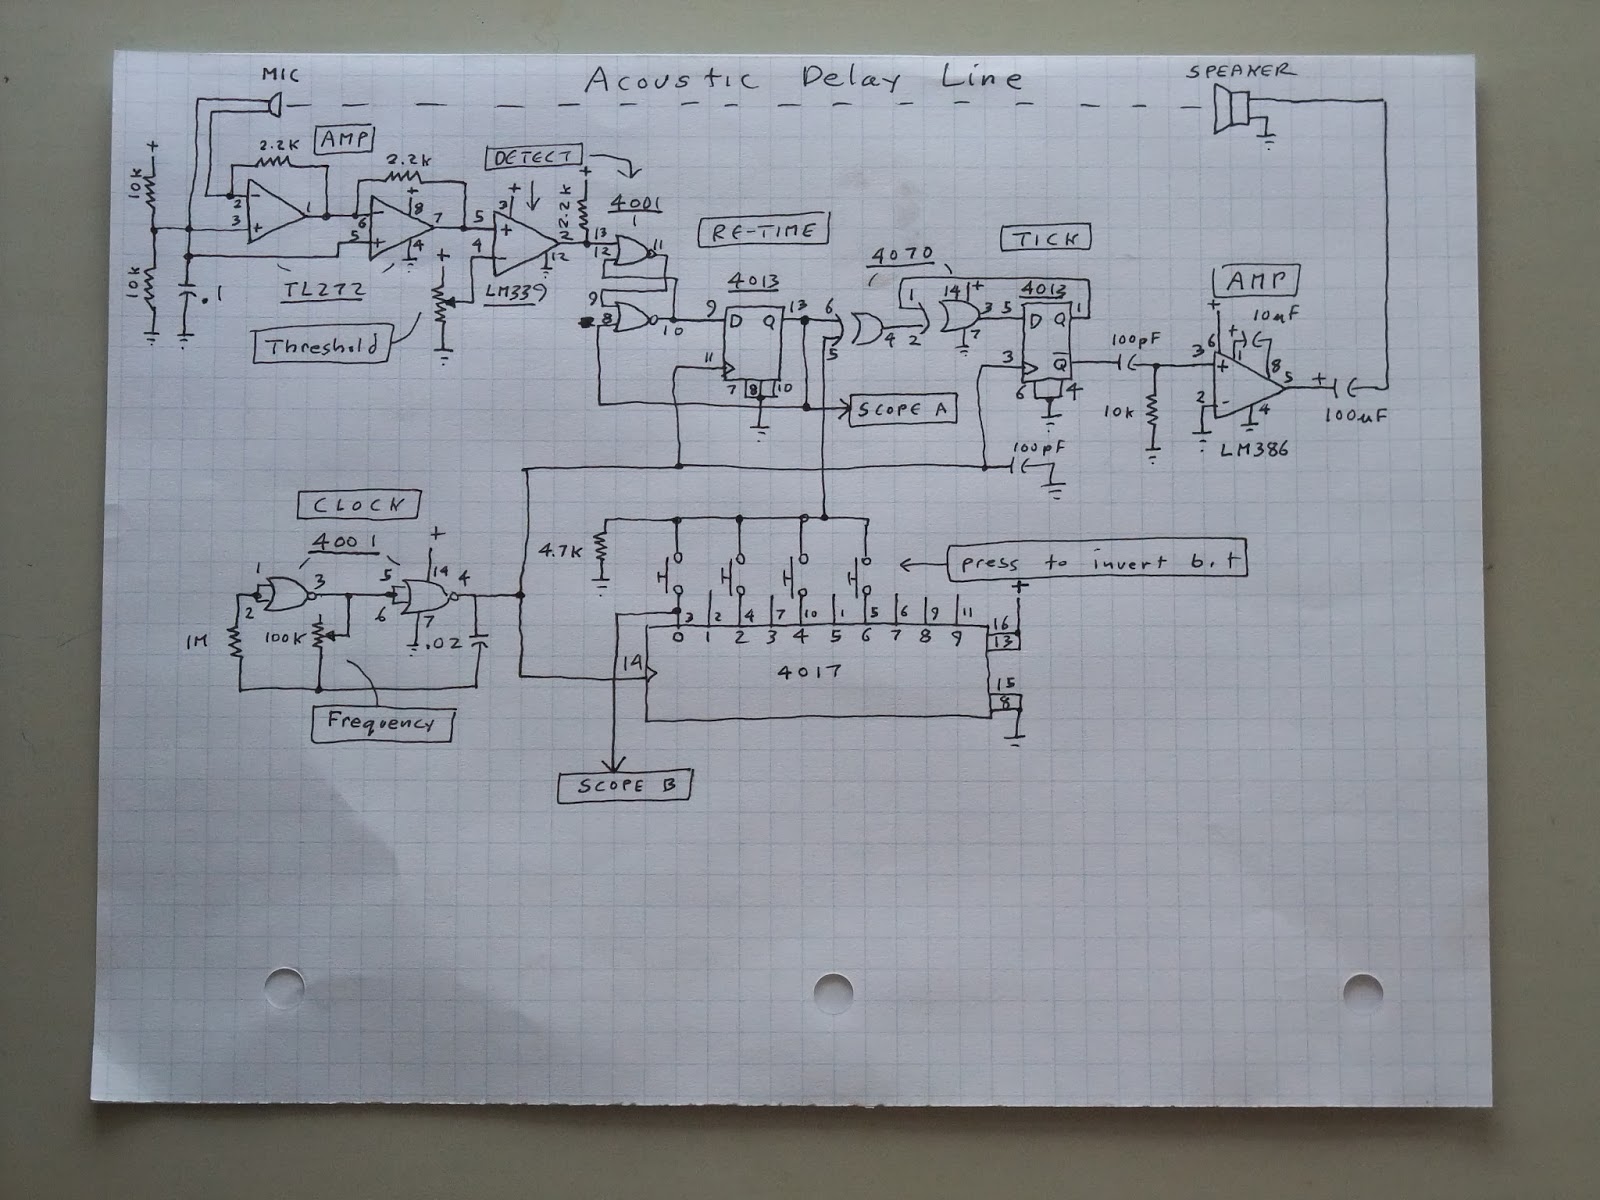 Acoustic Delay Line
MIC
SPEAKER
+
10K
10K
.1
2.2K
AMP
2
3
-
+
1
2.2K
6
5
-
+
+
8
4
7
TL272
+
Threshold
DETECT
+
3
5
4
+
-
2
12
LM339
+
2.2K
4001
13
12
11
9
8
10
RE-TIME
4013
9
D
Q
13
11
7
8
10
SCOPE A
4070
6
5
4
1
2
14
+
3
7
TICK
4013
5
D
Q
1
3
Q
6
4
100pF
100pF
10K
AMP
+
+
10uF
3
6
1
8
2
+
-
4
5
LM386
+
100uF
CLOCK
4001
1
2
3
5
6
+
14
4
7
1M
100K
.02
Frequency
4.7K
press to invert bit
3 2 4 7 10 1 5 6 9 11
0 1 2 3 4 5 6 7 8 9
14
4017
+
16
13
15
8
SCOPE B